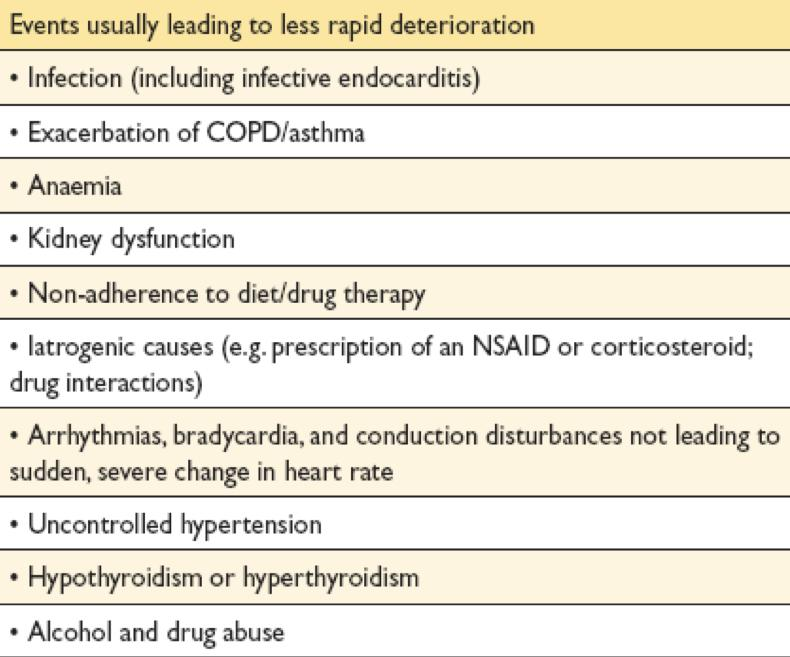 Events usually leading to less rapid deterioration
• Infection (including infective endocarditis)
• Exacerbation of COPD/asthma
• Anaemia
• Kidney dysfunction
• Non-adherence to diet/drug therapy
• Iatrogenic causes (e.g. prescription of an NSAID or corticosteroid;
drug interactions)
• Arrhythmias, bradycardia, and conduction disturbances not leading to
sudden, severe change in heart rate
• Uncontrolled hypertension
• Hypothyroidism or hyperthyroidism
• Alcohol and drug abuse